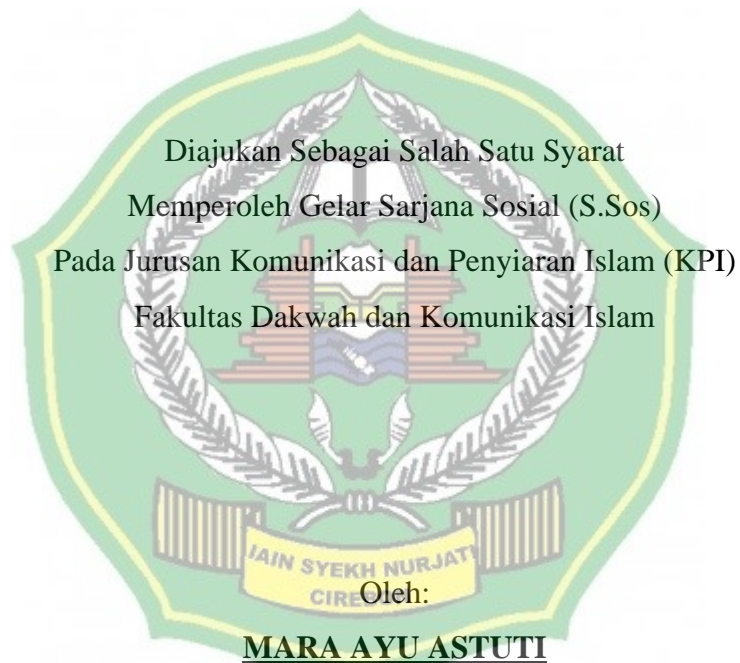 Diajukan Sebagai Salah Satu Syarat
Memperoleh Gelar Sarjana Sosial (S.Sos)
Pada Jurusan Komunikasi dan Penyiaran Islam (KPI)
Fakultas Dakwah dan Komunikasi Islam
IAIN SYEKH NURJATI
Oleh:
MARA AYU ASTUTI